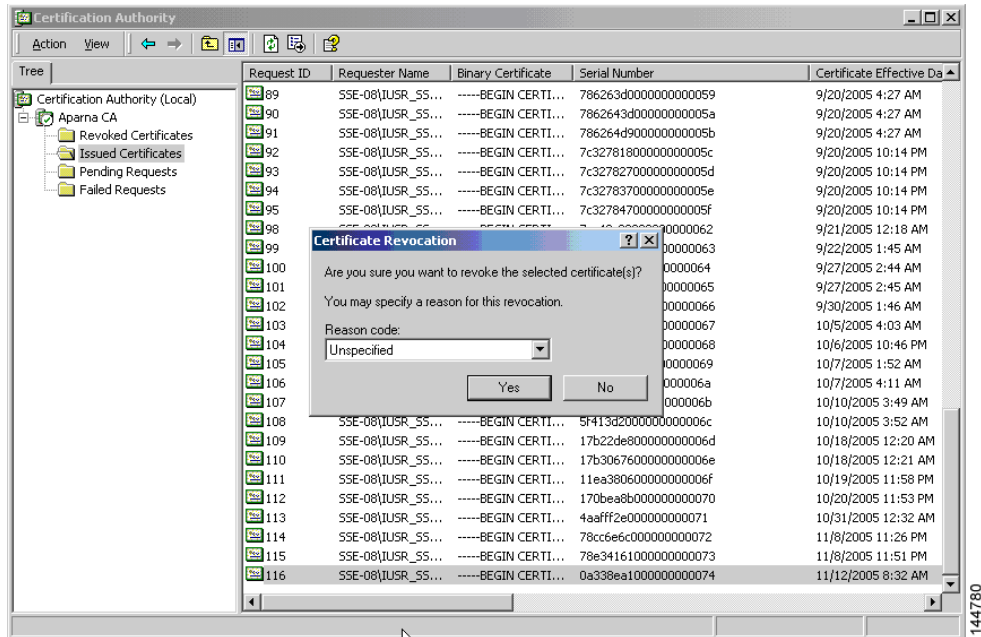 Certification Authority
Action View
Tree
Request ID Requester Name Binary Certificate Serial Number Certificate Effective Da
Certification Authority (Local)
Aparna CA
Revoked Certificates
Issued Certificates
Pending Requests
Failed Requests
89 SSE-08\IUSR_SS... -----BEGIN CERTI... 786263d0000000000059 9/20/2005 4:27 AM
90 SSE-08\IUSR_SS... -----BEGIN CERTI... 7862643d00000000005a 9/20/2005 4:27 AM
91 SSE-08\IUSR_SS... -----BEGIN CERTI... 786264d900000000005b 9/20/2005 4:27 AM
92 SSE-08\IUSR_SS... -----BEGIN CERTI... 7c32781800000000005c 9/20/2005 10:14 PM
93 SSE-08\IUSR_SS... -----BEGIN CERTI... 7c32782700000000005d 9/20/2005 10:14 PM
94 SSE-08\IUSR_SS... -----BEGIN CERTI... 7c32783700000000005e 9/20/2005 10:14 PM
95 SSE-08\IUSR_SS... -----BEGIN CERTI... 7c32784700000000005f 9/20/2005 10:14 PM
98 0000062 9/21/2005 12:18 AM
99 0000063 9/22/2005 1:45 AM
100 0000064 9/27/2005 2:44 AM
101 0000065 9/27/2005 2:45 AM
102 0000066 9/30/2005 1:46 AM
103 0000067 10/5/2005 4:03 AM
104 0000068 10/6/2005 10:46 PM
105 0000069 10/7/2005 1:52 AM
106 000006a 10/7/2005 4:11 AM
107 000006b 10/10/2005 3:49 AM
108 SSE-08\IUSR_SS... -----BEGIN CERTI... 5f413d2000000000006c 10/10/2005 3:52 AM
109 SSE-08\IUSR_SS... -----BEGIN CERTI... 17b22de800000000006d 10/18/2005 12:20 AM
110 SSE-08\IUSR_SS... -----BEGIN CERTI... 17b3067600000000006e 10/18/2005 12:21 AM
111 SSE-08\IUSR_SS... -----BEGIN CERTI... 11ea380600000000006f 10/19/2005 11:58 PM
112 SSE-08\IUSR_SS... -----BEGIN CERTI... 170bea8b000000000070 10/20/2005 11:53 PM
113 SSE-08\IUSR_SS... -----BEGIN CERTI... 4aafff2e000000000071 10/31/2005 12:32 AM
114 SSE-08\IUSR_SS... -----BEGIN CERTI... 78cc6e6c000000000072 11/8/2005 11:26 PM
115 SSE-08\IUSR_SS... -----BEGIN CERTI... 78e34161000000000073 11/8/2005 11:51 PM
116 SSE-08\IUSR_SS... -----BEGIN CERTI... 0a338ea1000000000074 11/12/2005 8:32 AM
Certificate Revocation
Are you sure you want to revoke the selected certificate(s)?
You may specify a reason for this revocation.
Reason code:
Unspecified
Yes No
144780